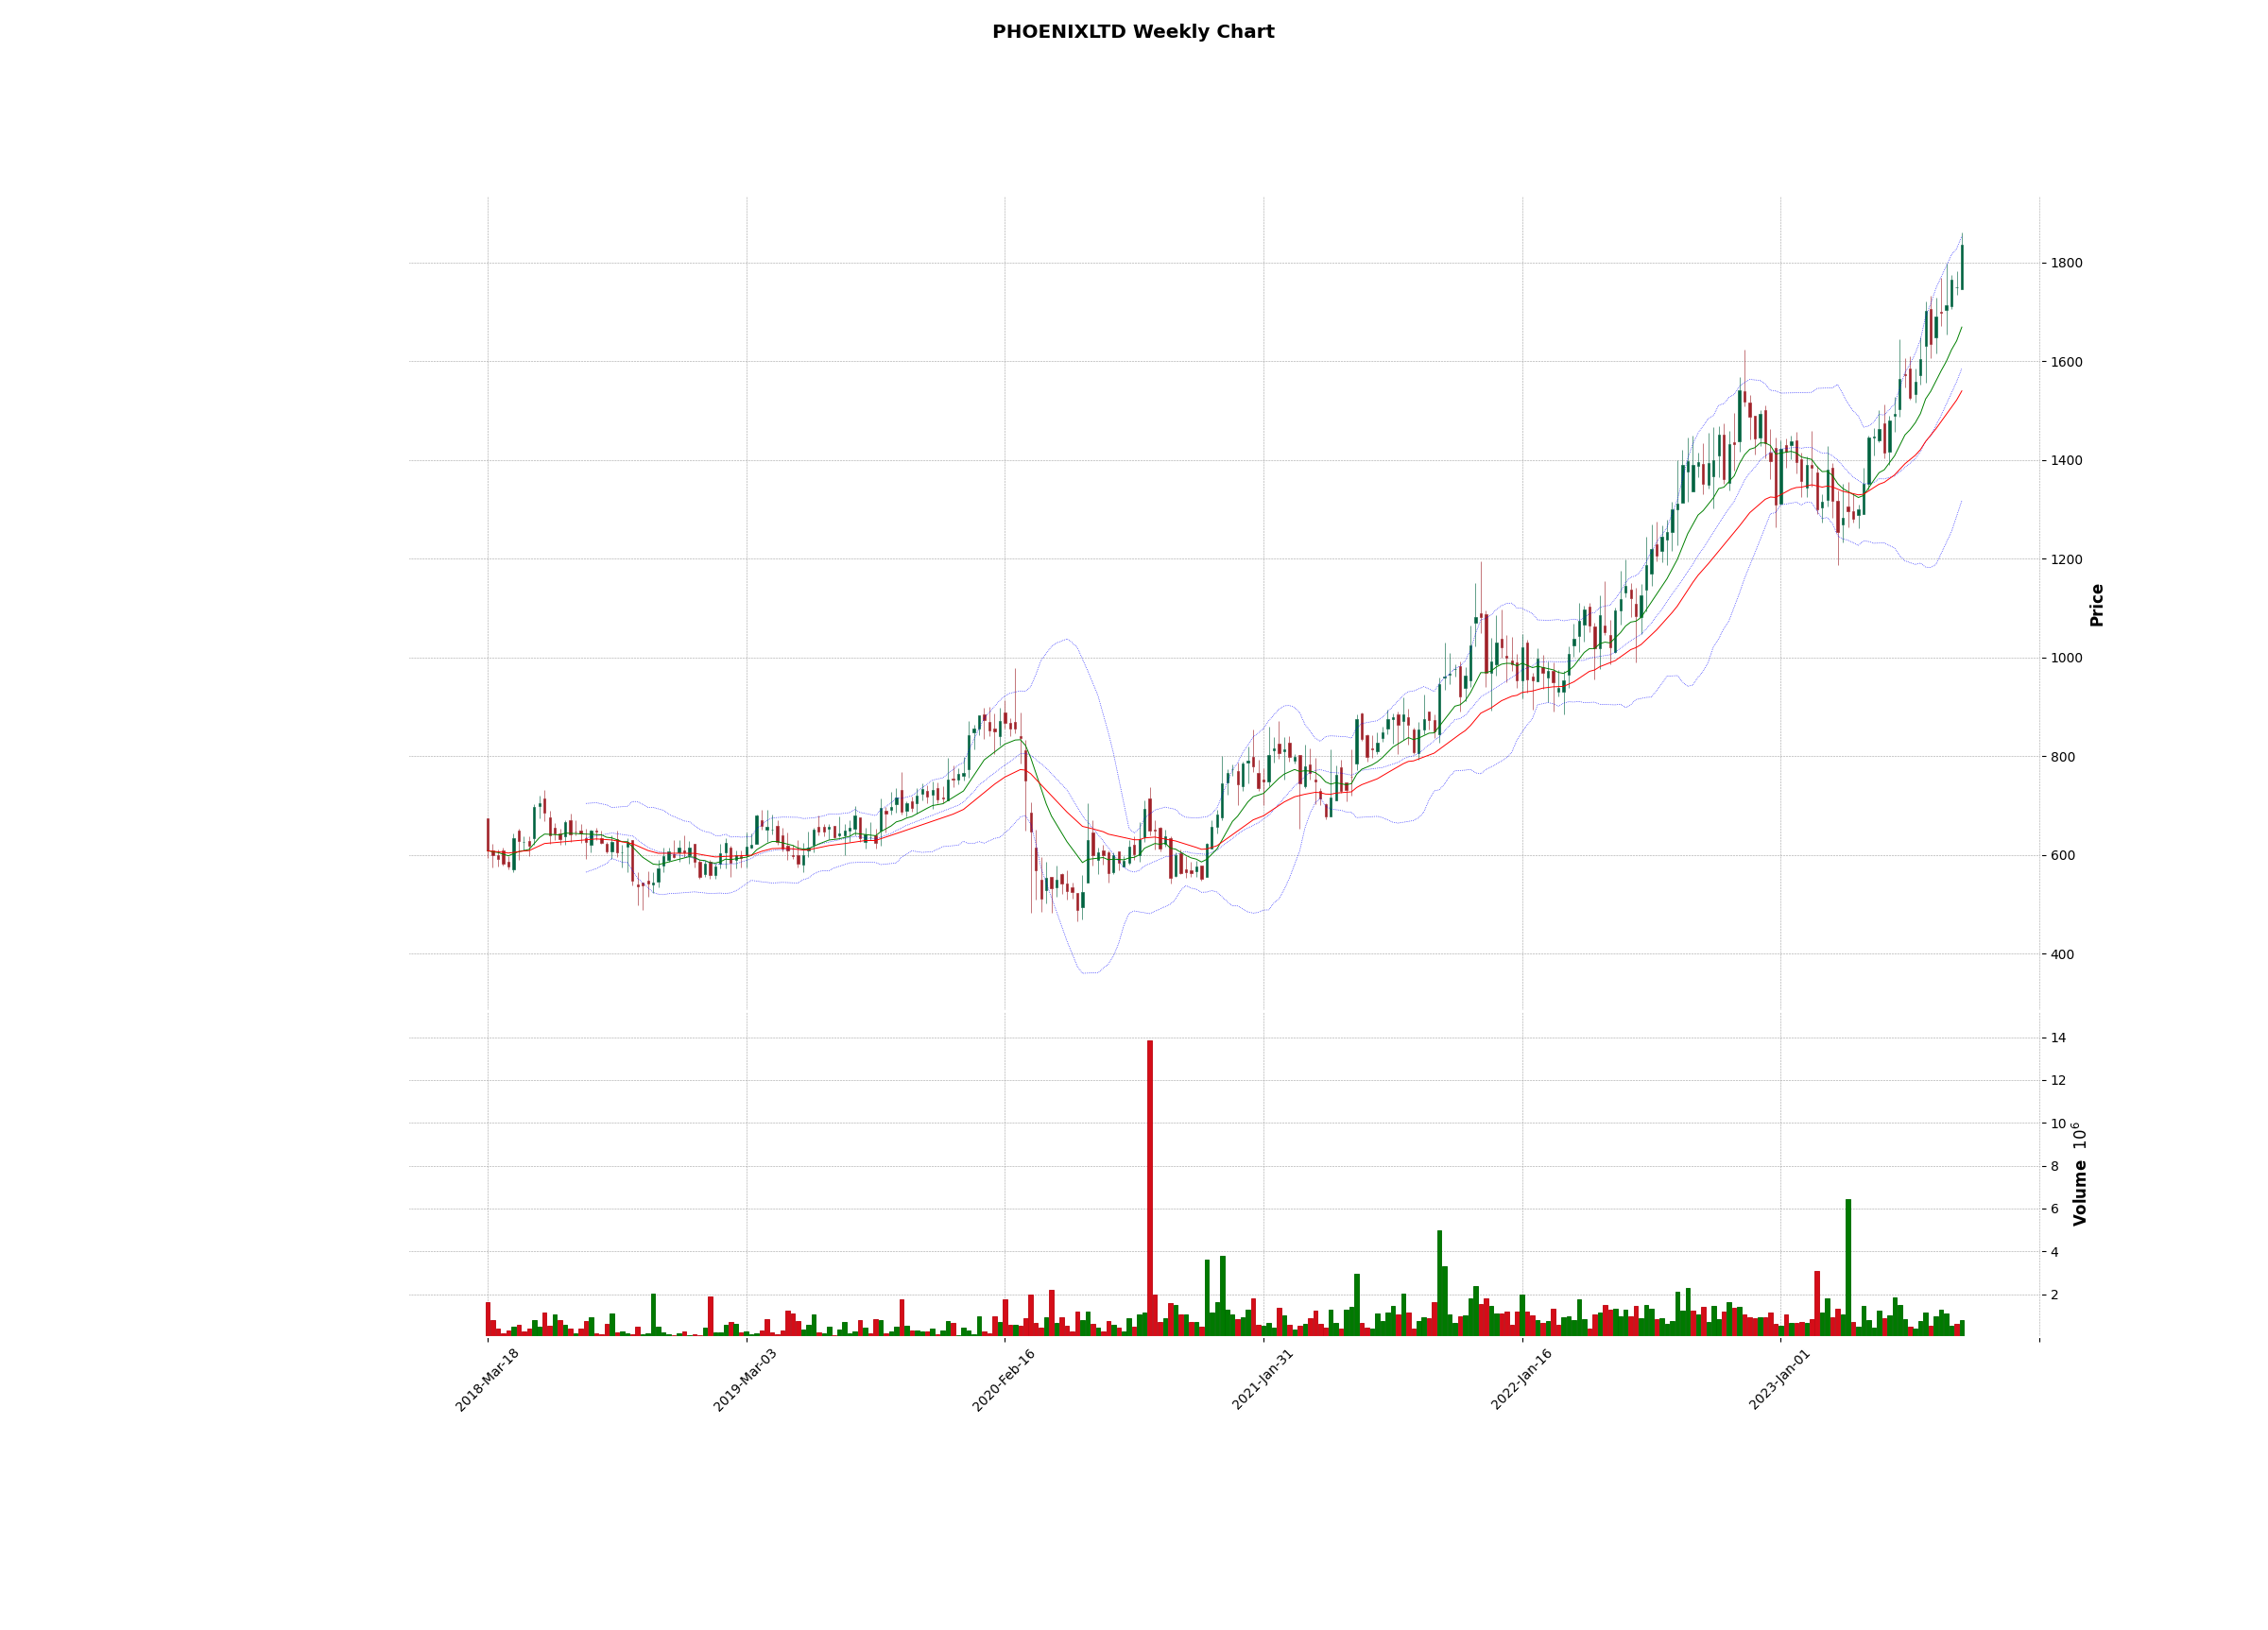 PHOENIXLTD Weekly Chart
1800
1600
1400
1200
1000
800
600
400
Price
14
12
10
8
6
4
2
Volume 10^6
2018-Mar-18
2019-Mar-03
2020-Feb-16
2021-Jan-31
2022-Jan-16
2023-Jan-01